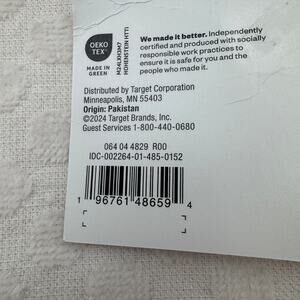 OEKO
TEX®
MADE IN
GREEN
M24LXH3M7
HOHENSTEIN HTTI
We made it better. Independently
certified and produced with socially
responsible work practices to
ensure it is safe for you and the
people who made it.
Distributed by Target Corporation
Minneapolis, MN 55403
Origin: Pakistan
©2024 Target Brands, Inc.
Guest Services 1-800-440-0680
064 04 4829 R00
IDC-002264-01-485-0152
1 96761 48659 4